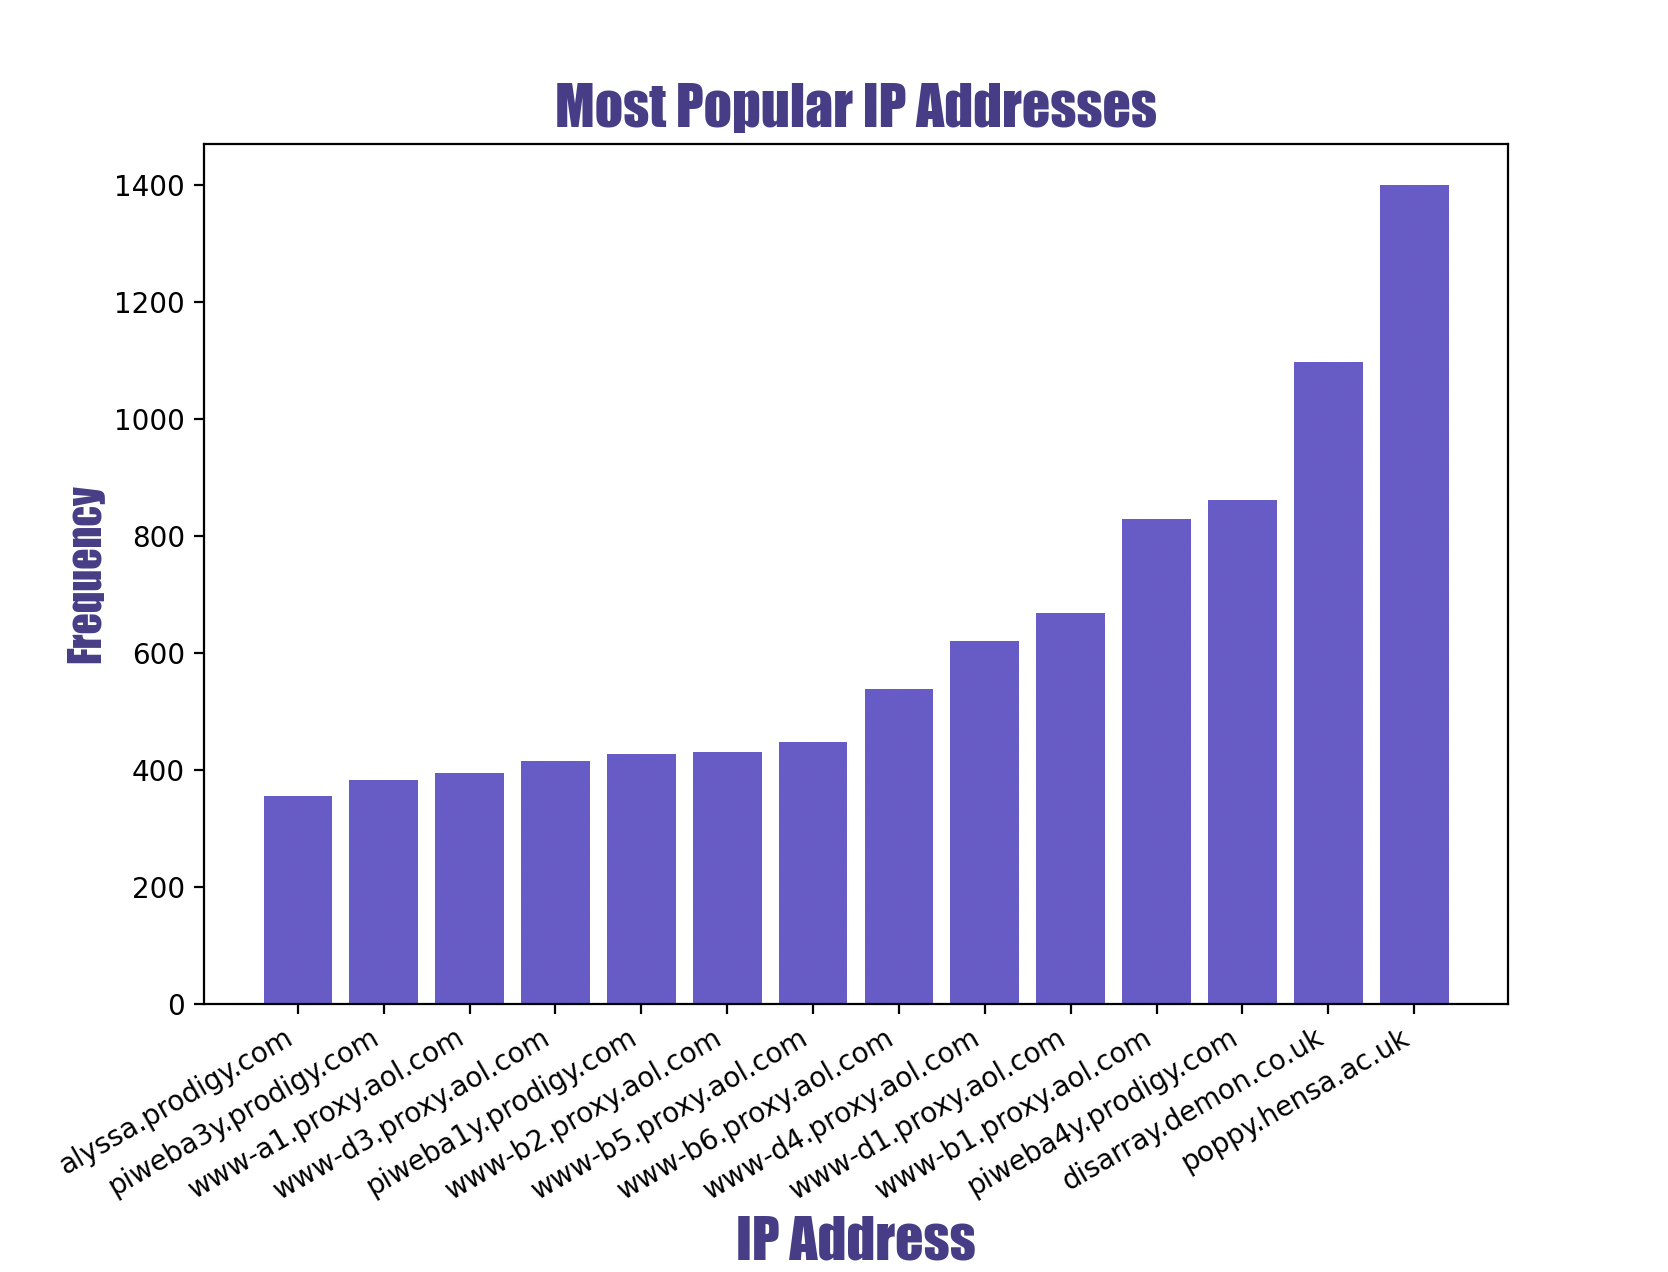 Most Popular IP Addresses
1400
1200
1000
800
600
400
200
0
Frequency
alyssa.prodigy.com
piweba3y.prodigy.com
www-a1.proxy.aol.com
www-d3.proxy.aol.com
piweba1y.prodigy.com
www-b2.proxy.aol.com
www-b5.proxy.aol.com
www-b6.proxy.aol.com
www-d4.proxy.aol.com
www-d1.proxy.aol.com
www-b1.proxy.aol.com
piweba4y.prodigy.com
disarray.demon.co.uk
poppy.hensa.ac.uk
IP Address